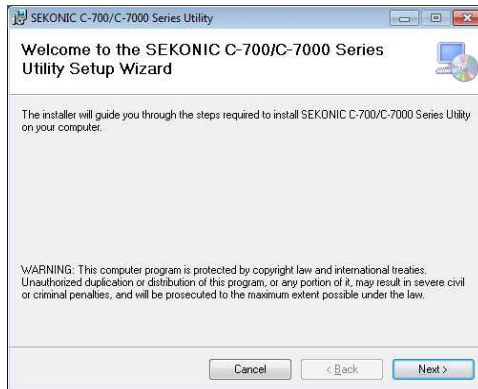 SEKONIC C-700/C-7000 Series Utility
Welcome to the SEKONIC C-700/C-7000 Series
Utility Setup Wizard
The installer will guide you through the steps required to install SEKONIC C-700/C-7000 Series Utility
on your computer.
WARNING: This computer program is protected by copyright law and international treaties.
Unauthorized duplication or distribution of this program, or any portion of it, may result in severe civil
or criminal penalties, and will be prosecuted to the maximum extent possible under the law.
Cancel
< Back
Next >